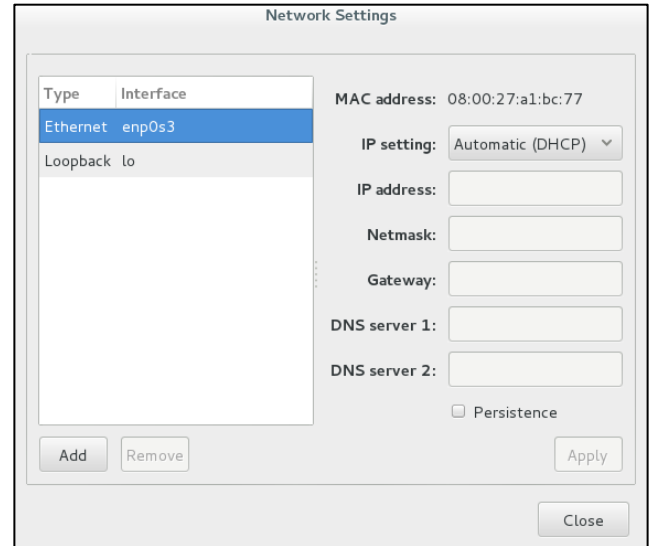 Network Settings
Type Interface
Ethernet enp0s3
Loopback lo
MAC address: 08:00:27:a1:bc:77
IP setting: Automatic (DHCP)
IP address:
Netmask:
Gateway:
DNS server 1:
DNS server 2:
Persistence
Add Remove
Apply
Close